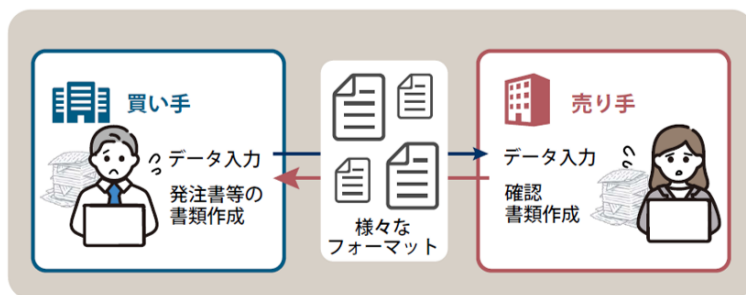 買い手
データ入力
発注書等の
書類作成
様々な
フォーマット
売り手
データ入力
確認
書類作成